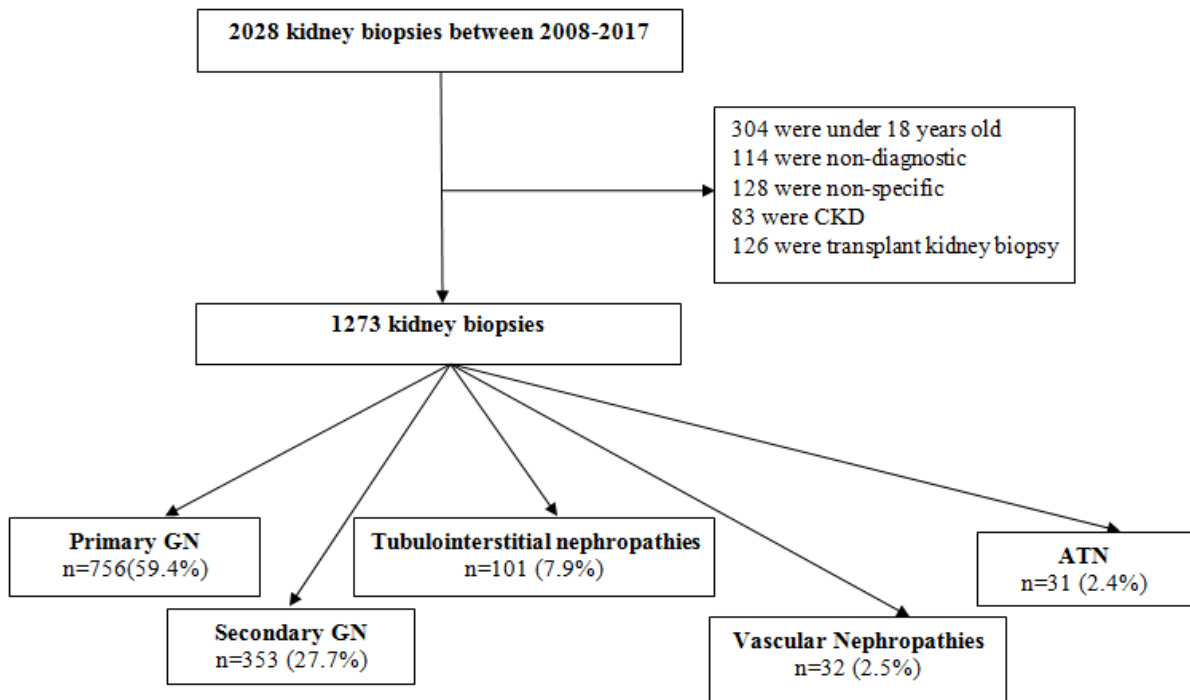 2028 kidney biopsies between 2008-2017
304 were under 18 years old
114 were non-diagnostic
128 were non-specific
83 were CKD
126 were transplant kidney biopsy
1273 kidney biopsies
Primary GN
n=756(59.4%)
Secondary GN
n=353 (27.7%)
Tubulointerstitial nephropathies
n=101 (7.9%)
Vascular Nephropathies
n=32 (2.5%)
ATN
n=31 (2.4%)